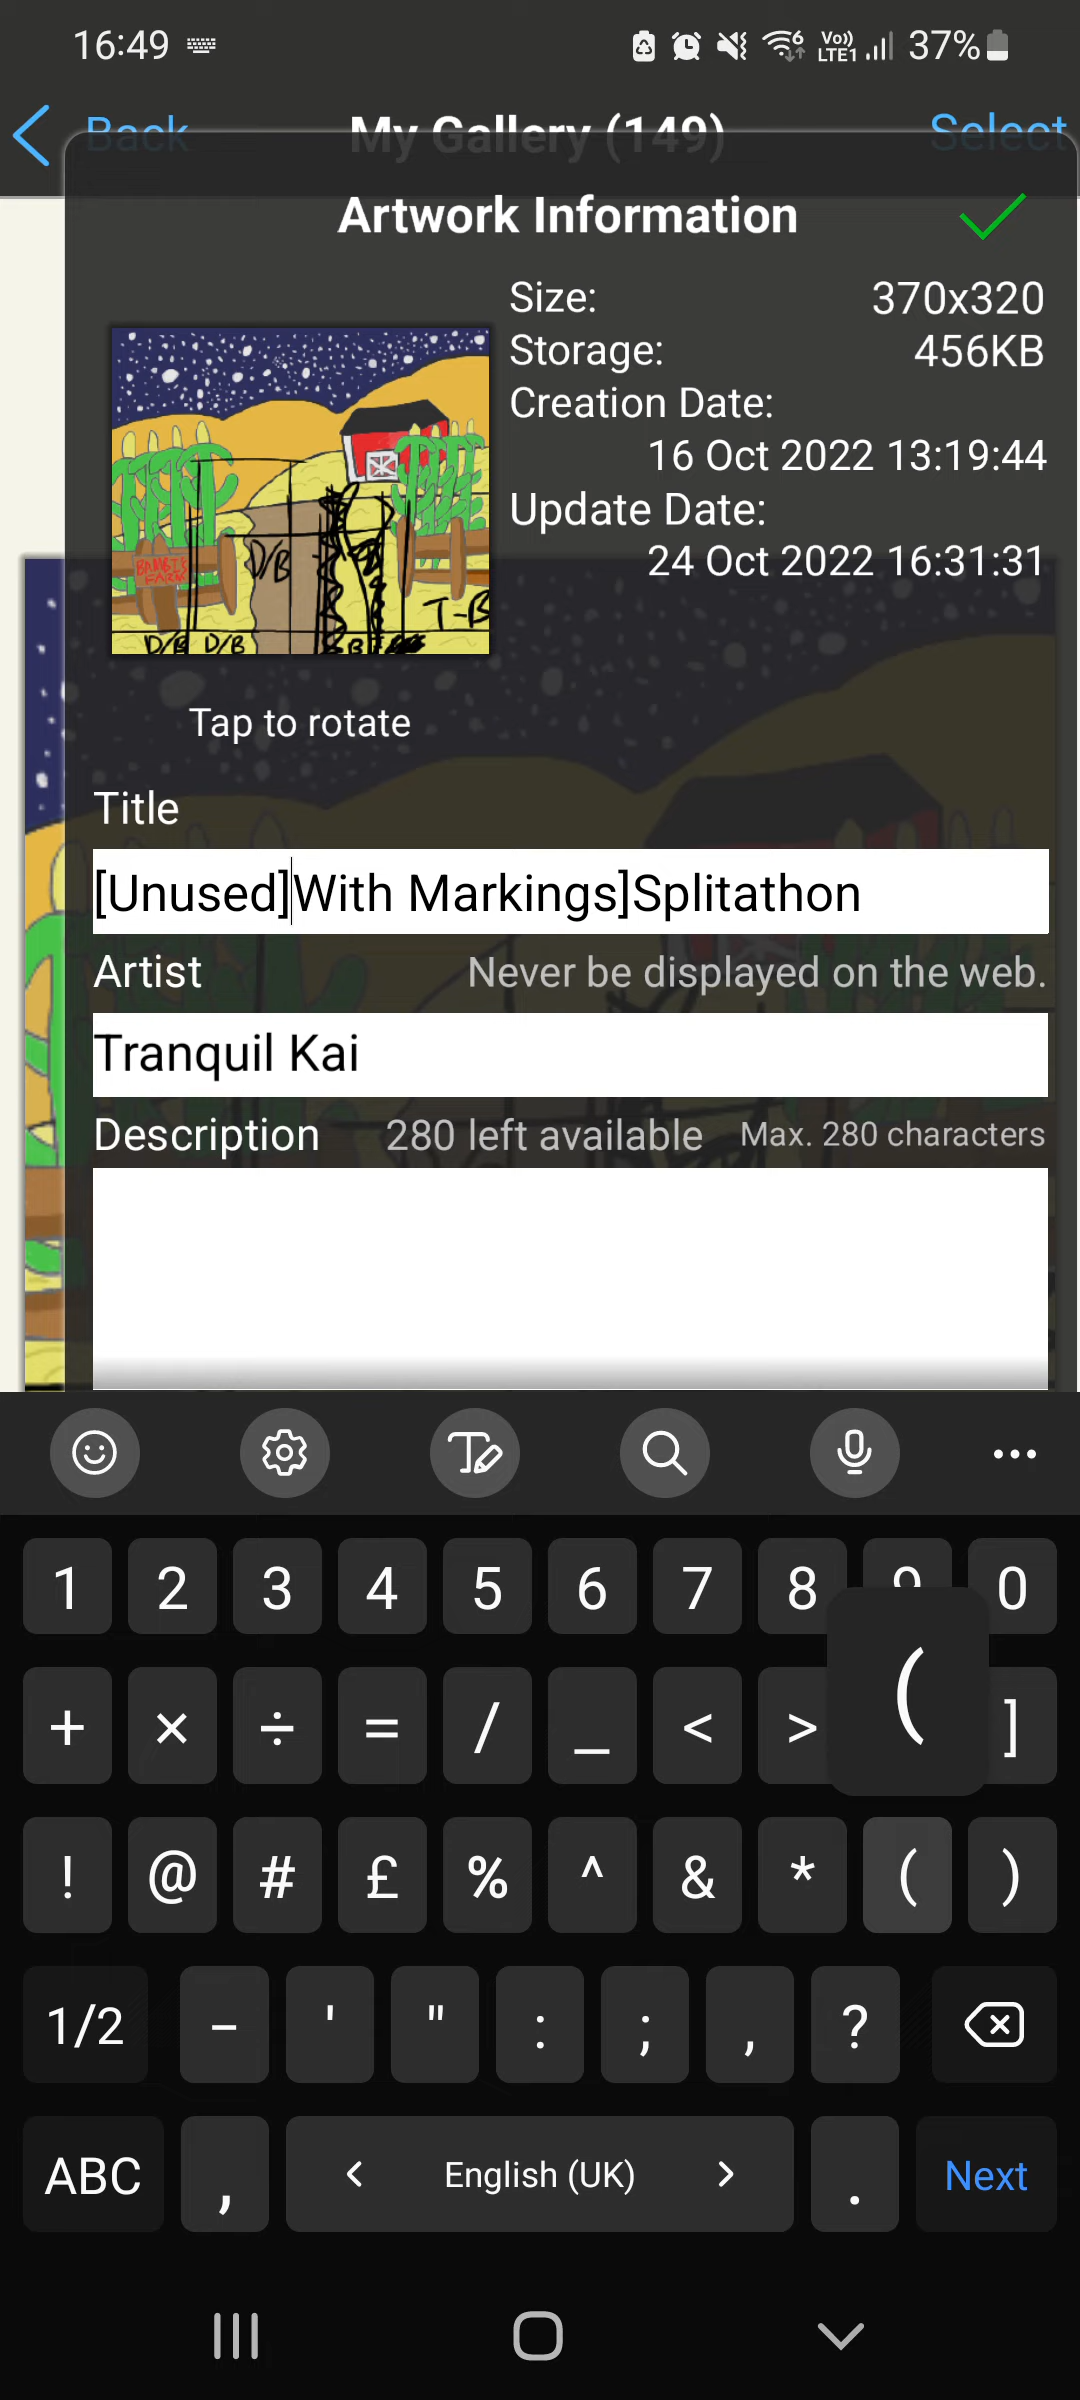 16:49 Vo)) LTE1 37%
Back My Gallery (149) Select
Artwork Information
Size: 370x320
Storage: 456KB
Creation Date:
16 Oct 2022 13:19:44
Update Date:
24 Oct 2022 16:31:31
D/B
T-B
D/B D/B B
Tap to rotate
Title
[Unused]With Markings]Splitathon
Artist Never be displayed on the web.
Tranquil Kai
Description 280 left available Max. 280 characters
1 2 3 4 5 6 7 8 9 0
+ × ÷ = / _ < > ( ]
! @ # £ % ^ & * ( )
1/2 - ' " : ; , ?
ABC , < English (UK) > . Next